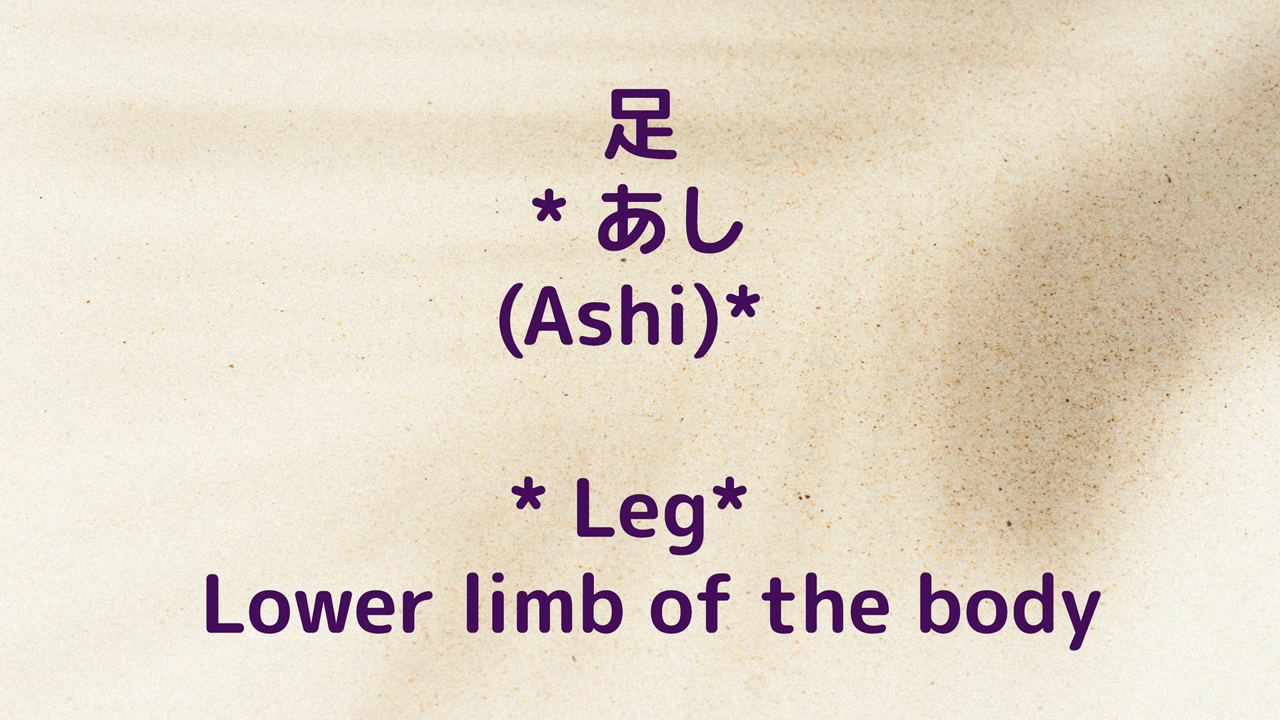 足
* あし
(Ashi)*
* Leg*
Lower limb of the body